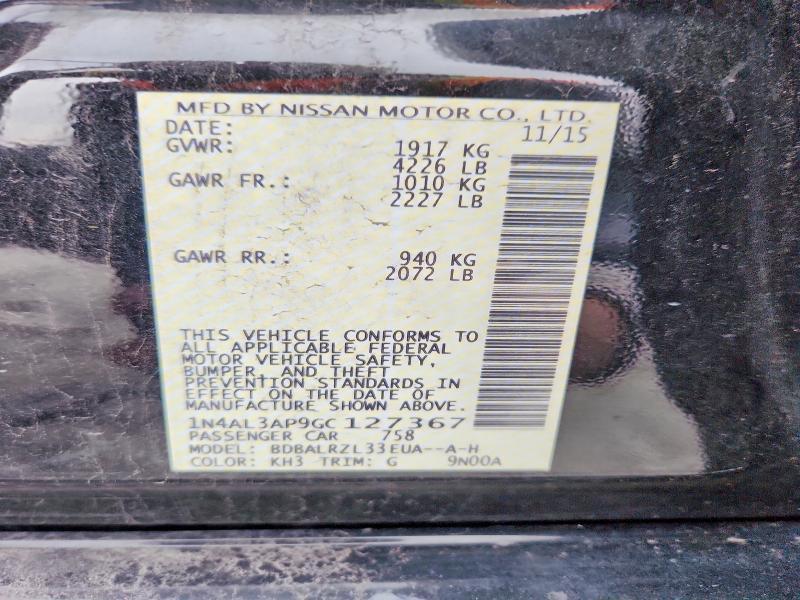 MFD BY NISSAN MOTOR CO., LTD.
DATE: 11/15
GVWR: 1917 KG
4226 LB
GAWR FR.: 1010 KG
2227 LB
GAWR RR.: 940 KG
2072 LB
THIS VEHICLE CONFORMS TO
ALL APPLICABLE FEDERAL
MOTOR VEHICLE SAFETY,
BUMPER, AND THEFT
PREVENTION STANDARDS IN
EFFECT ON THE DATE OF
MANUFACTURE SHOWN ABOVE.
1N4AL3AP9GC 127367
PASSENGER CAR 758
MODEL: BDBALRZL33EUA--A-H
COLOR: KH3 TRIM: G 9N00A